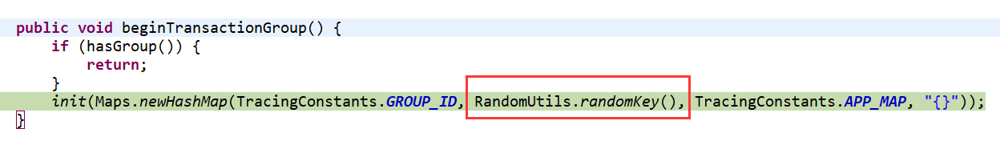 public void beginTransactionGroup() {
if (hasGroup()) {
return;
}
init(Maps.newHashMap(TracingConstants.GROUP_ID, RandomUtils.randomKey(), TracingConstants.APP_MAP, "{}"));
}